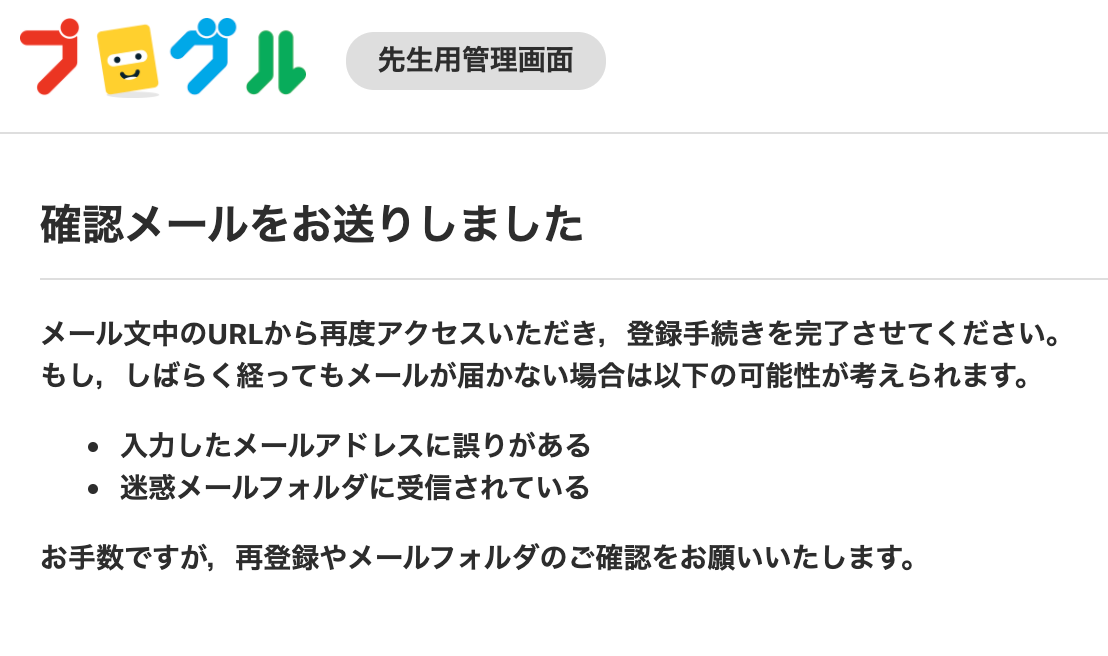 プログル
先生用管理画面
確認メールをお送りしました
メール文中のURLから再度アクセスいただき，登録手続きを完了させてください。
もし，しばらく経ってもメールが届かない場合は以下の可能性が考えられます。
• 入力したメールアドレスに誤りがある
• 迷惑メールフォルダに受信されている
お手数ですが，再登録やメールフォルダのご確認をお願いいたします。